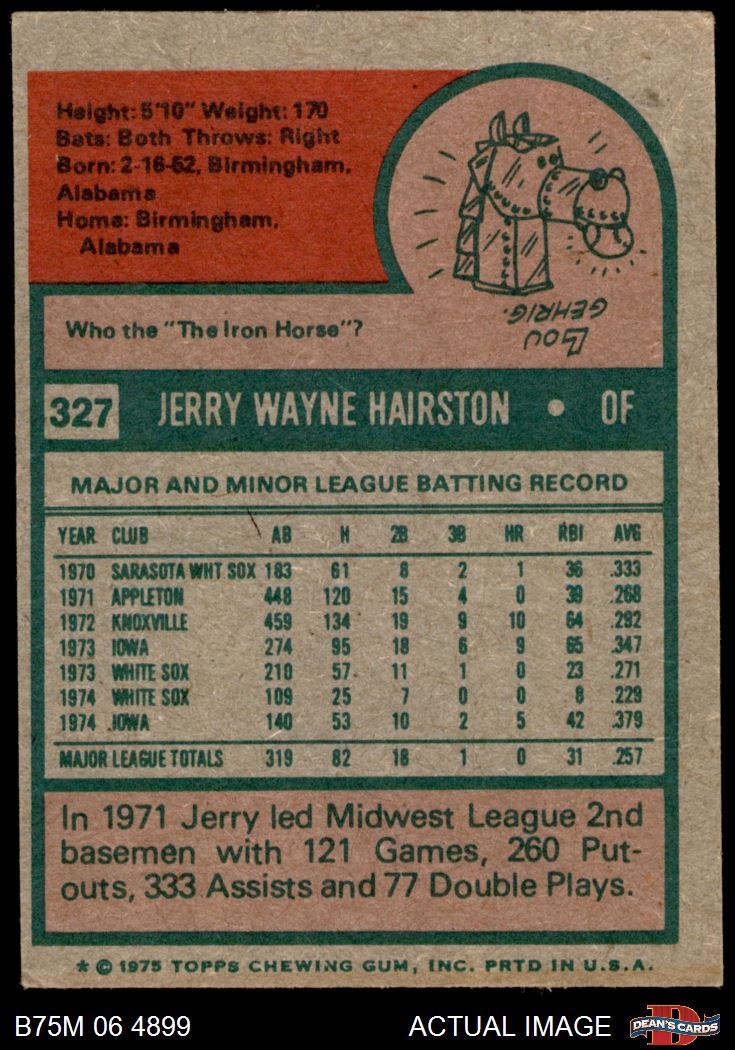 Height: 5'10" Weight: 170
Bats: Both Throws: Right
Born: 2-16-52, Birmingham,
Alabama
Home: Birmingham,
Alabama
Who the "The Iron Horse"?
LOU
GEHRIG.
327 JERRY WAYNE HAIRSTON • OF
MAJOR AND MINOR LEAGUE BATTING RECORD
YEAR CLUB AB H 2B 3B HR RBI AVG
1970 SARASOTA WHT SOX 183 61 8 2 1 36 .333
1971 APPLETON 448 120 15 4 0 39 .268
1972 KNOXVILLE 459 134 19 9 10 64 .292
1973 IOWA 274 95 18 6 9 65 .347
1973 WHITE SOX 210 57 11 1 0 23 .271
1974 WHITE SOX 109 25 7 0 0 8 .229
1974 IOWA 140 53 10 2 5 42 .379
MAJOR LEAGUE TOTALS 319 82 18 1 0 31 .257
In 1971 Jerry led Midwest League 2nd
basemen with 121 Games, 260 Put-
outs, 333 Assists and 77 Double Plays.
* © 1975 TOPPS CHEWING GUM, INC. PRTD IN U.S.A.
B75M 06 4899 ACTUAL IMAGE D DEAN'S CARDS